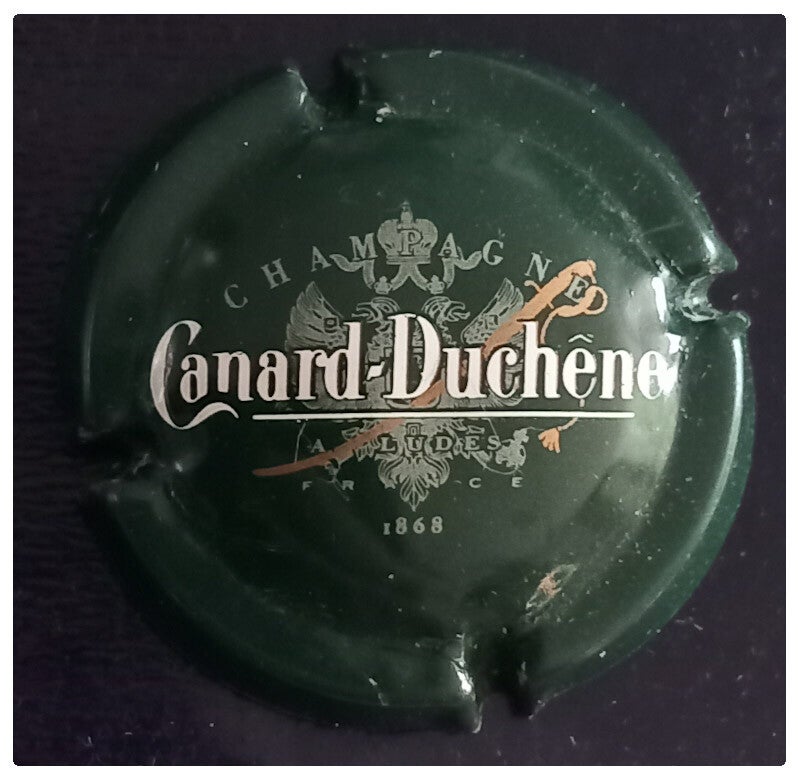 CHAMPAGNE
Canard-Duchêne
A LUDES
FRANCE
1868